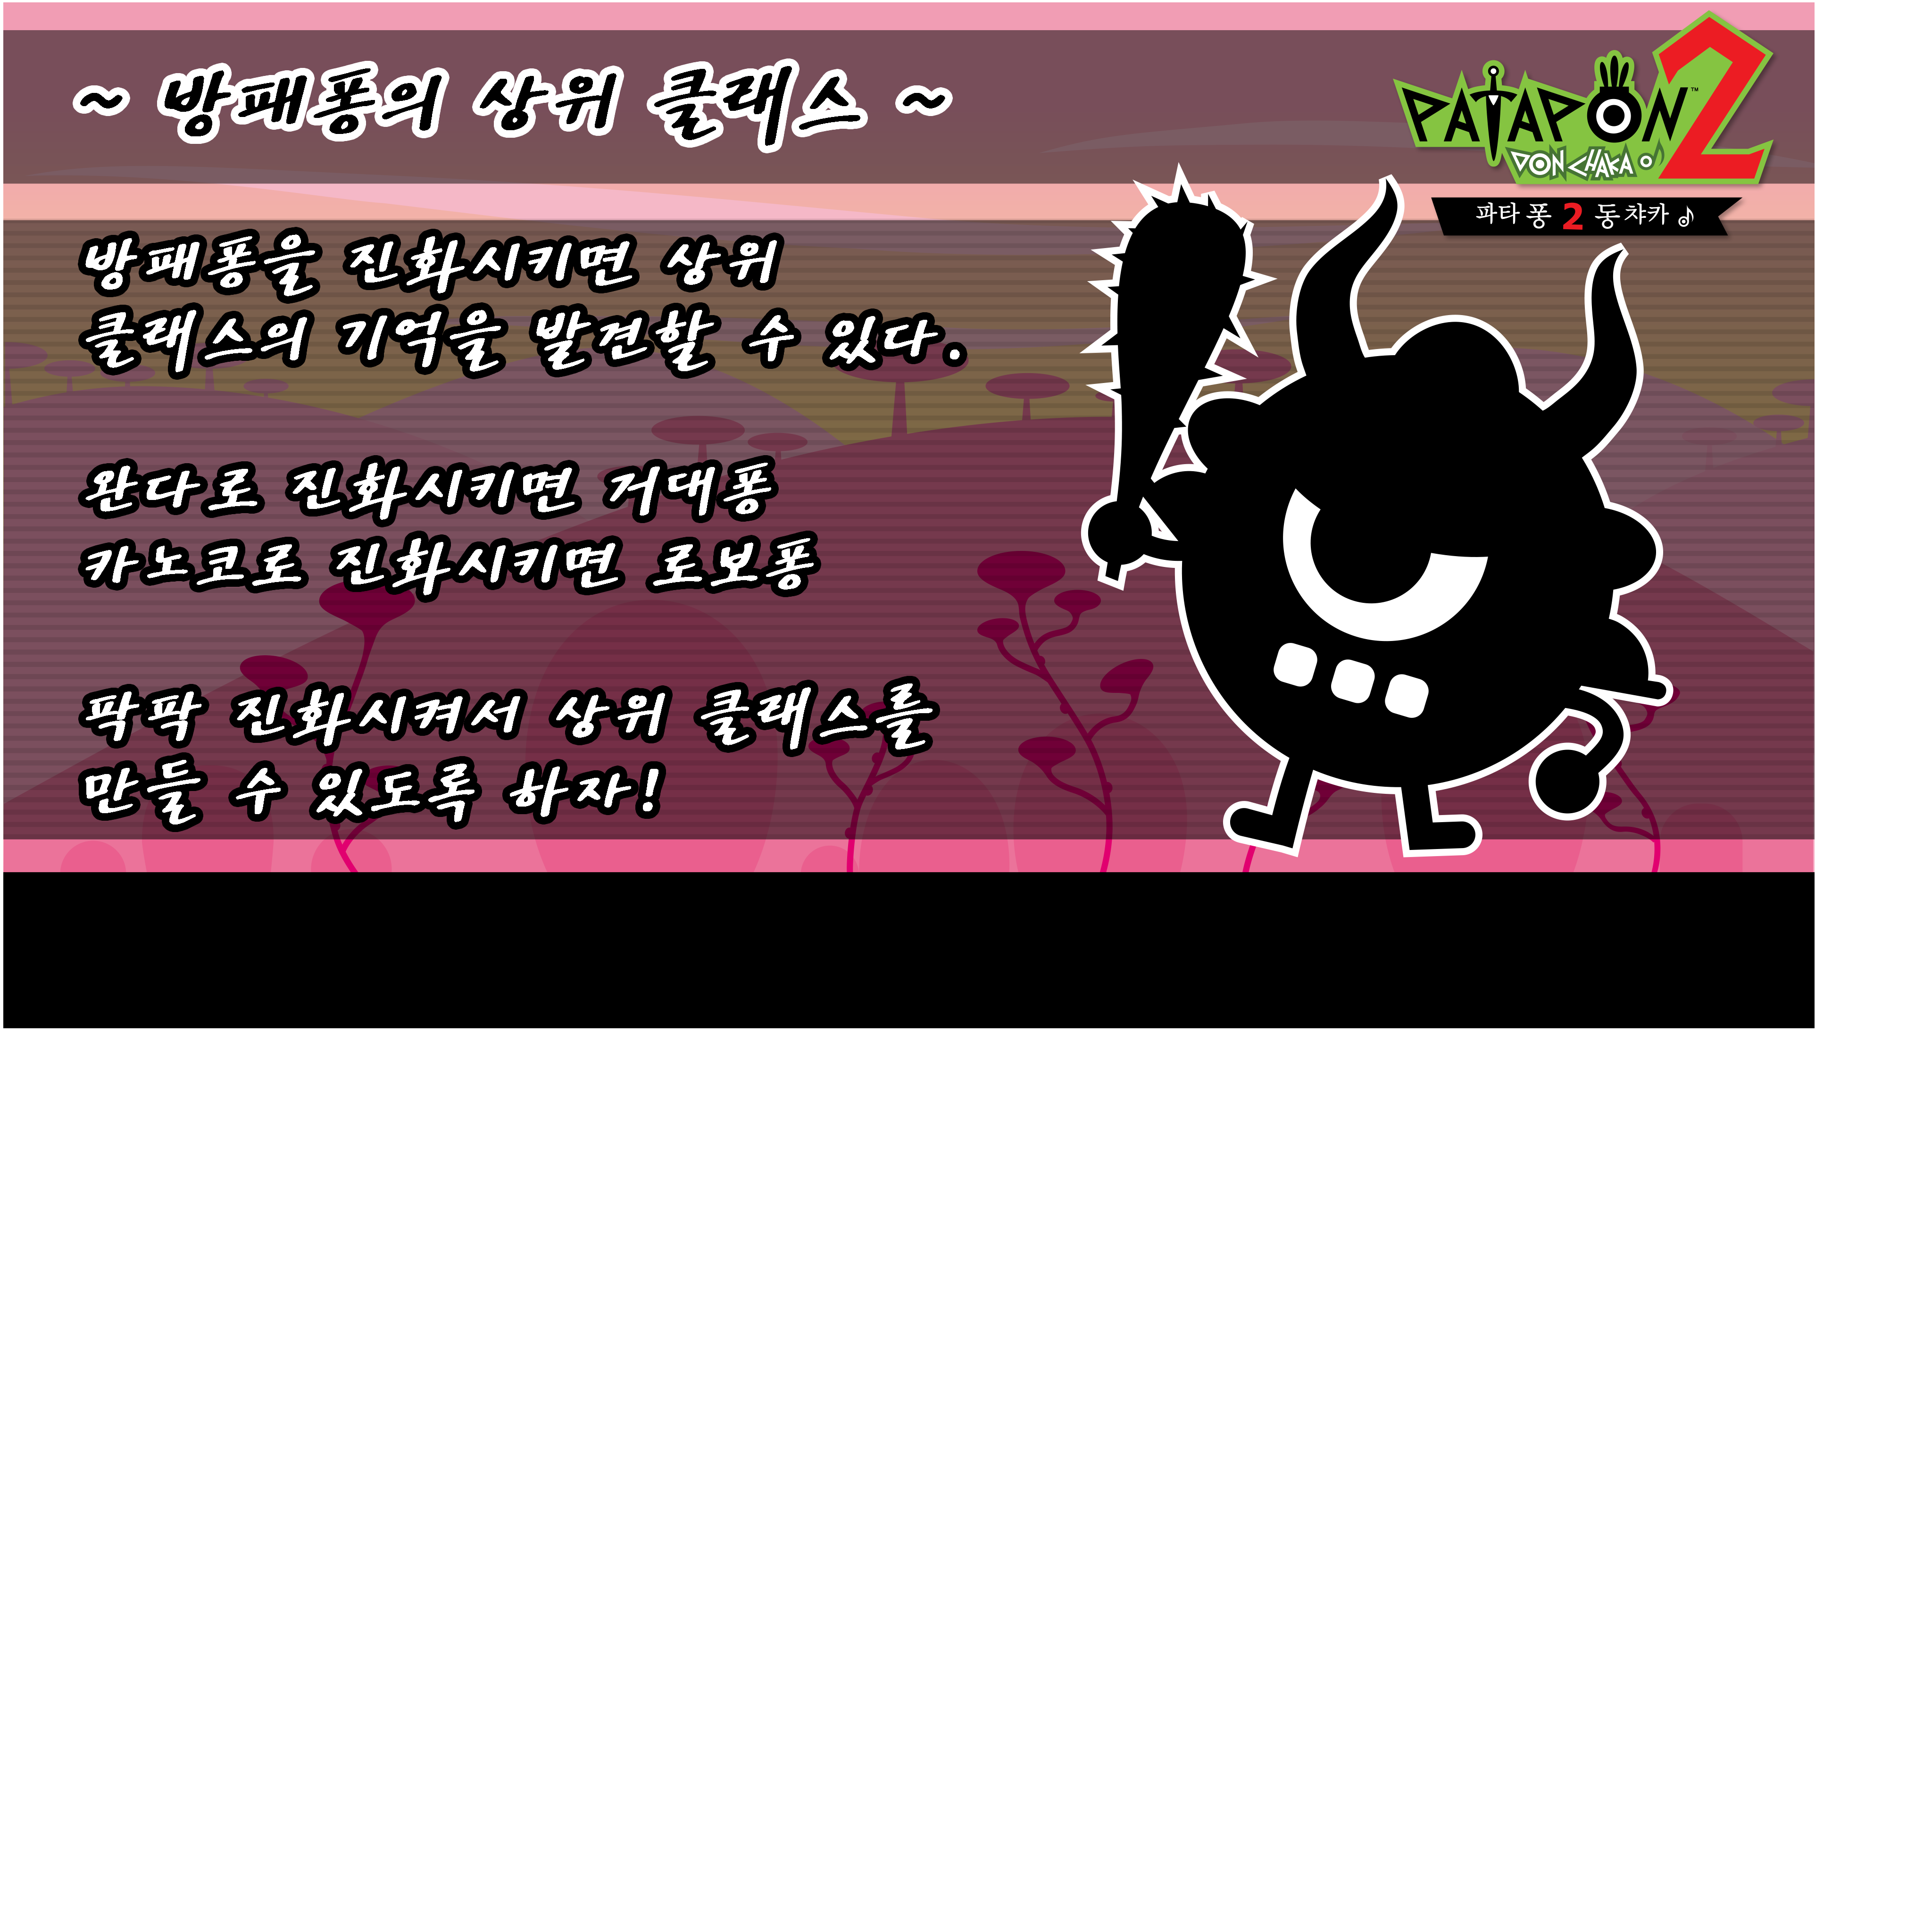 ~ 방패퐁의 상위 클래스 ~
PATAPON 2™
DON CHAKA♪
파타퐁 2 동챠카♪
방패퐁을 진화시키면 상위
클래스의 기억을 발견할 수 있다.
완다로 진화시키면 거대퐁
카노코로 진화시키면 로보퐁
팍팍 진화시켜서 상위 클래스를
만들 수 있도록 하자!